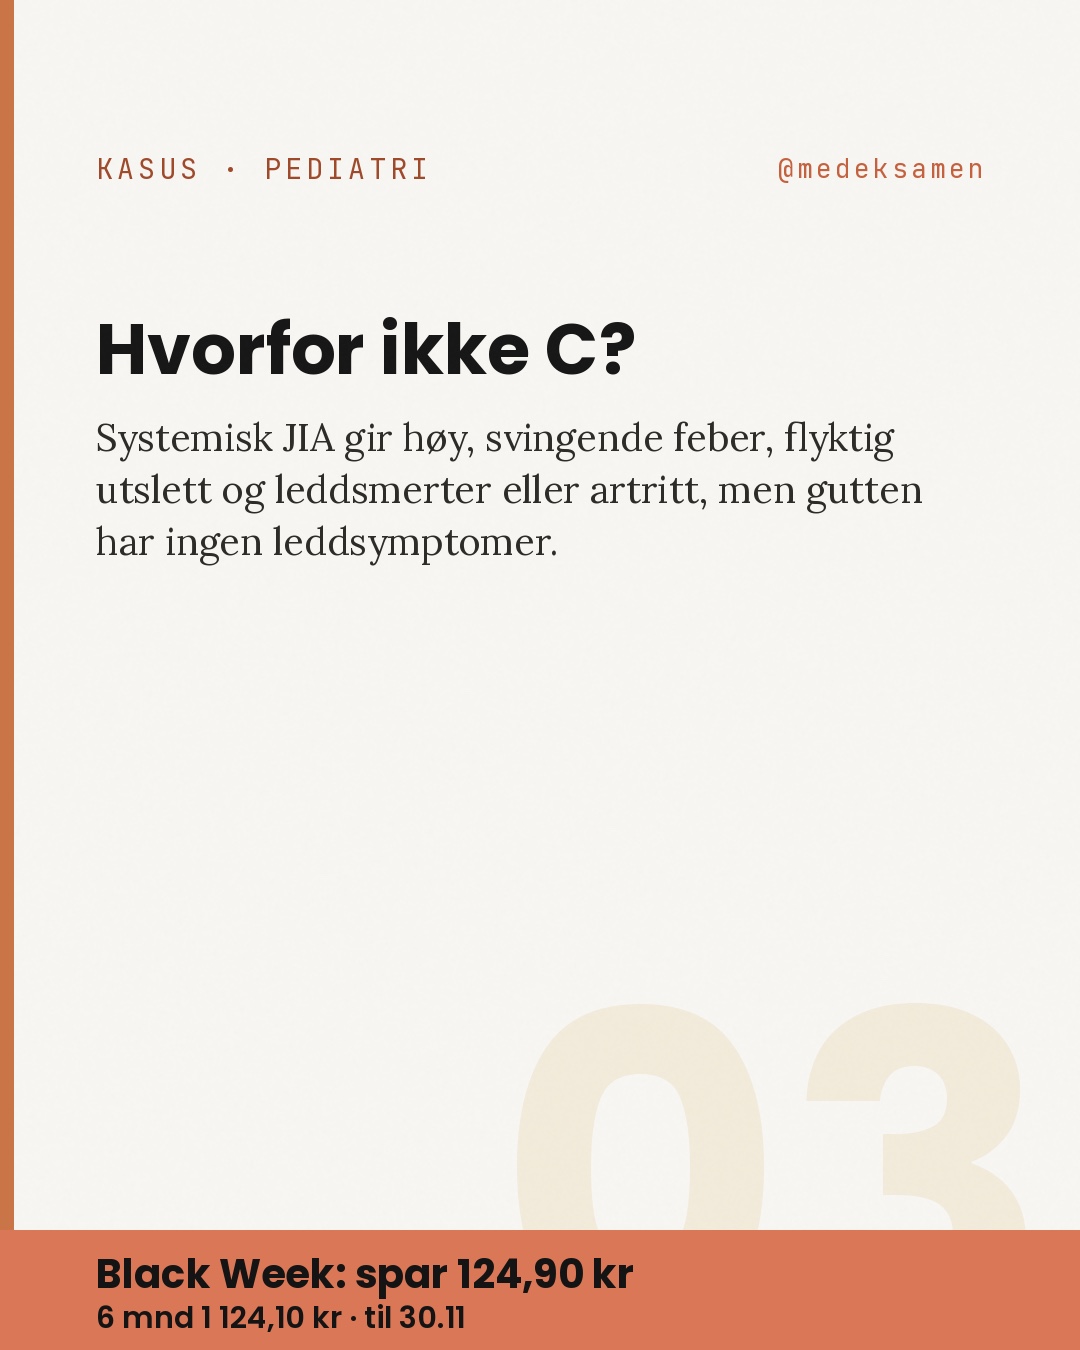 KASUS · PEDIATRI
@medeksamen
Hvorfor ikke C?
Systemisk JIA gir høy, svingende feber, flyktig
utslett og leddsmerter eller artritt, men gutten
har ingen leddsymptomer.
03
Black Week: spar 124,90 kr
6 mnd 1 124,10 kr · til 30.11